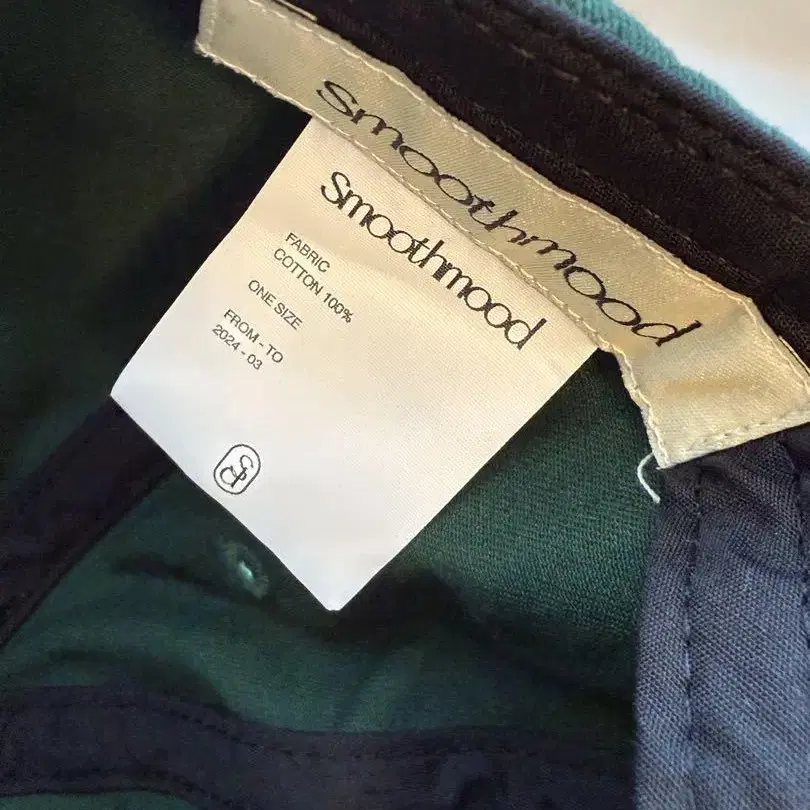 Smoothmood
Smoothmood
FABRIC
COTTON 100%
ONE SIZE
FROM - TO
2024 - 03